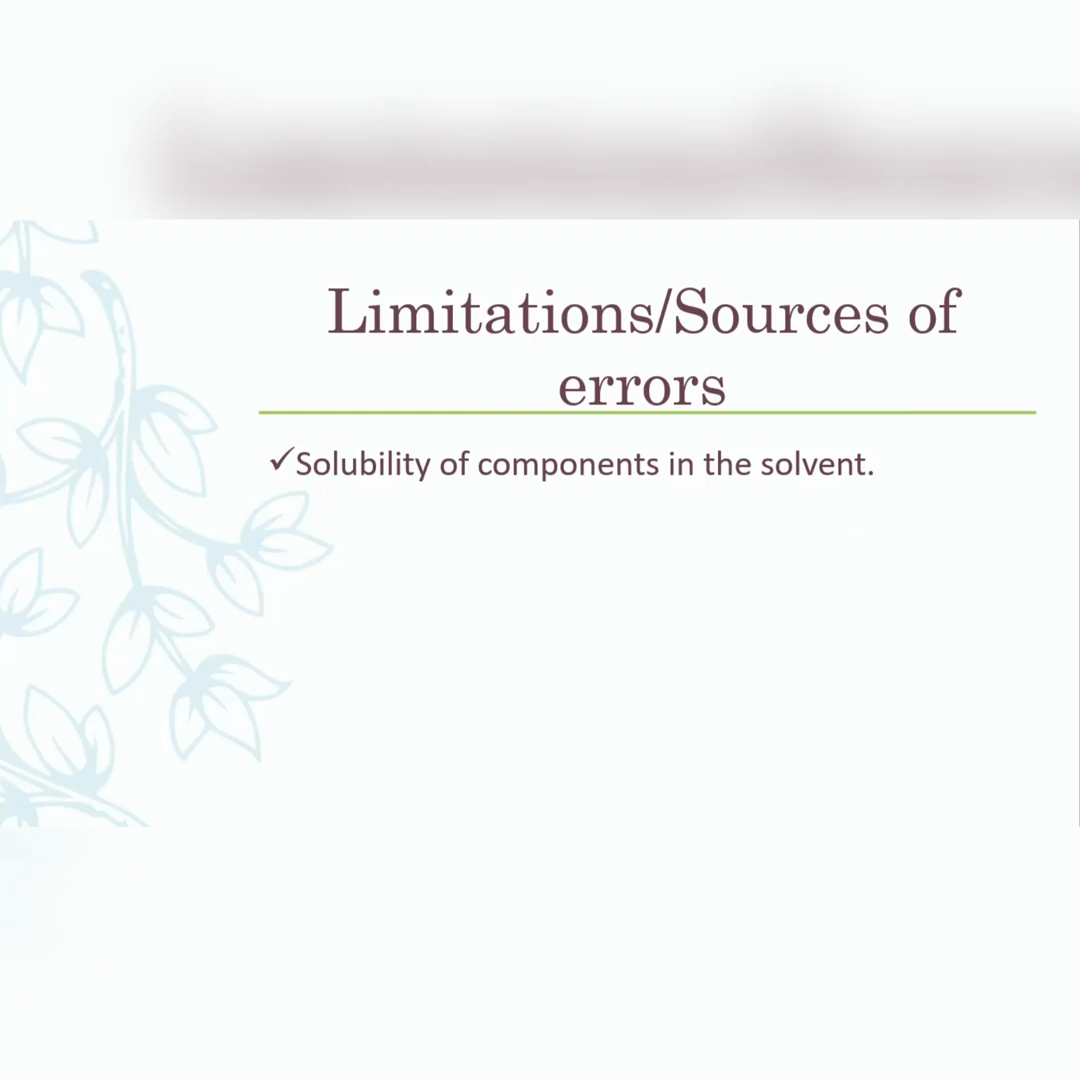 Limitations/Sources of
errors
✓Solubility of components in the solvent.